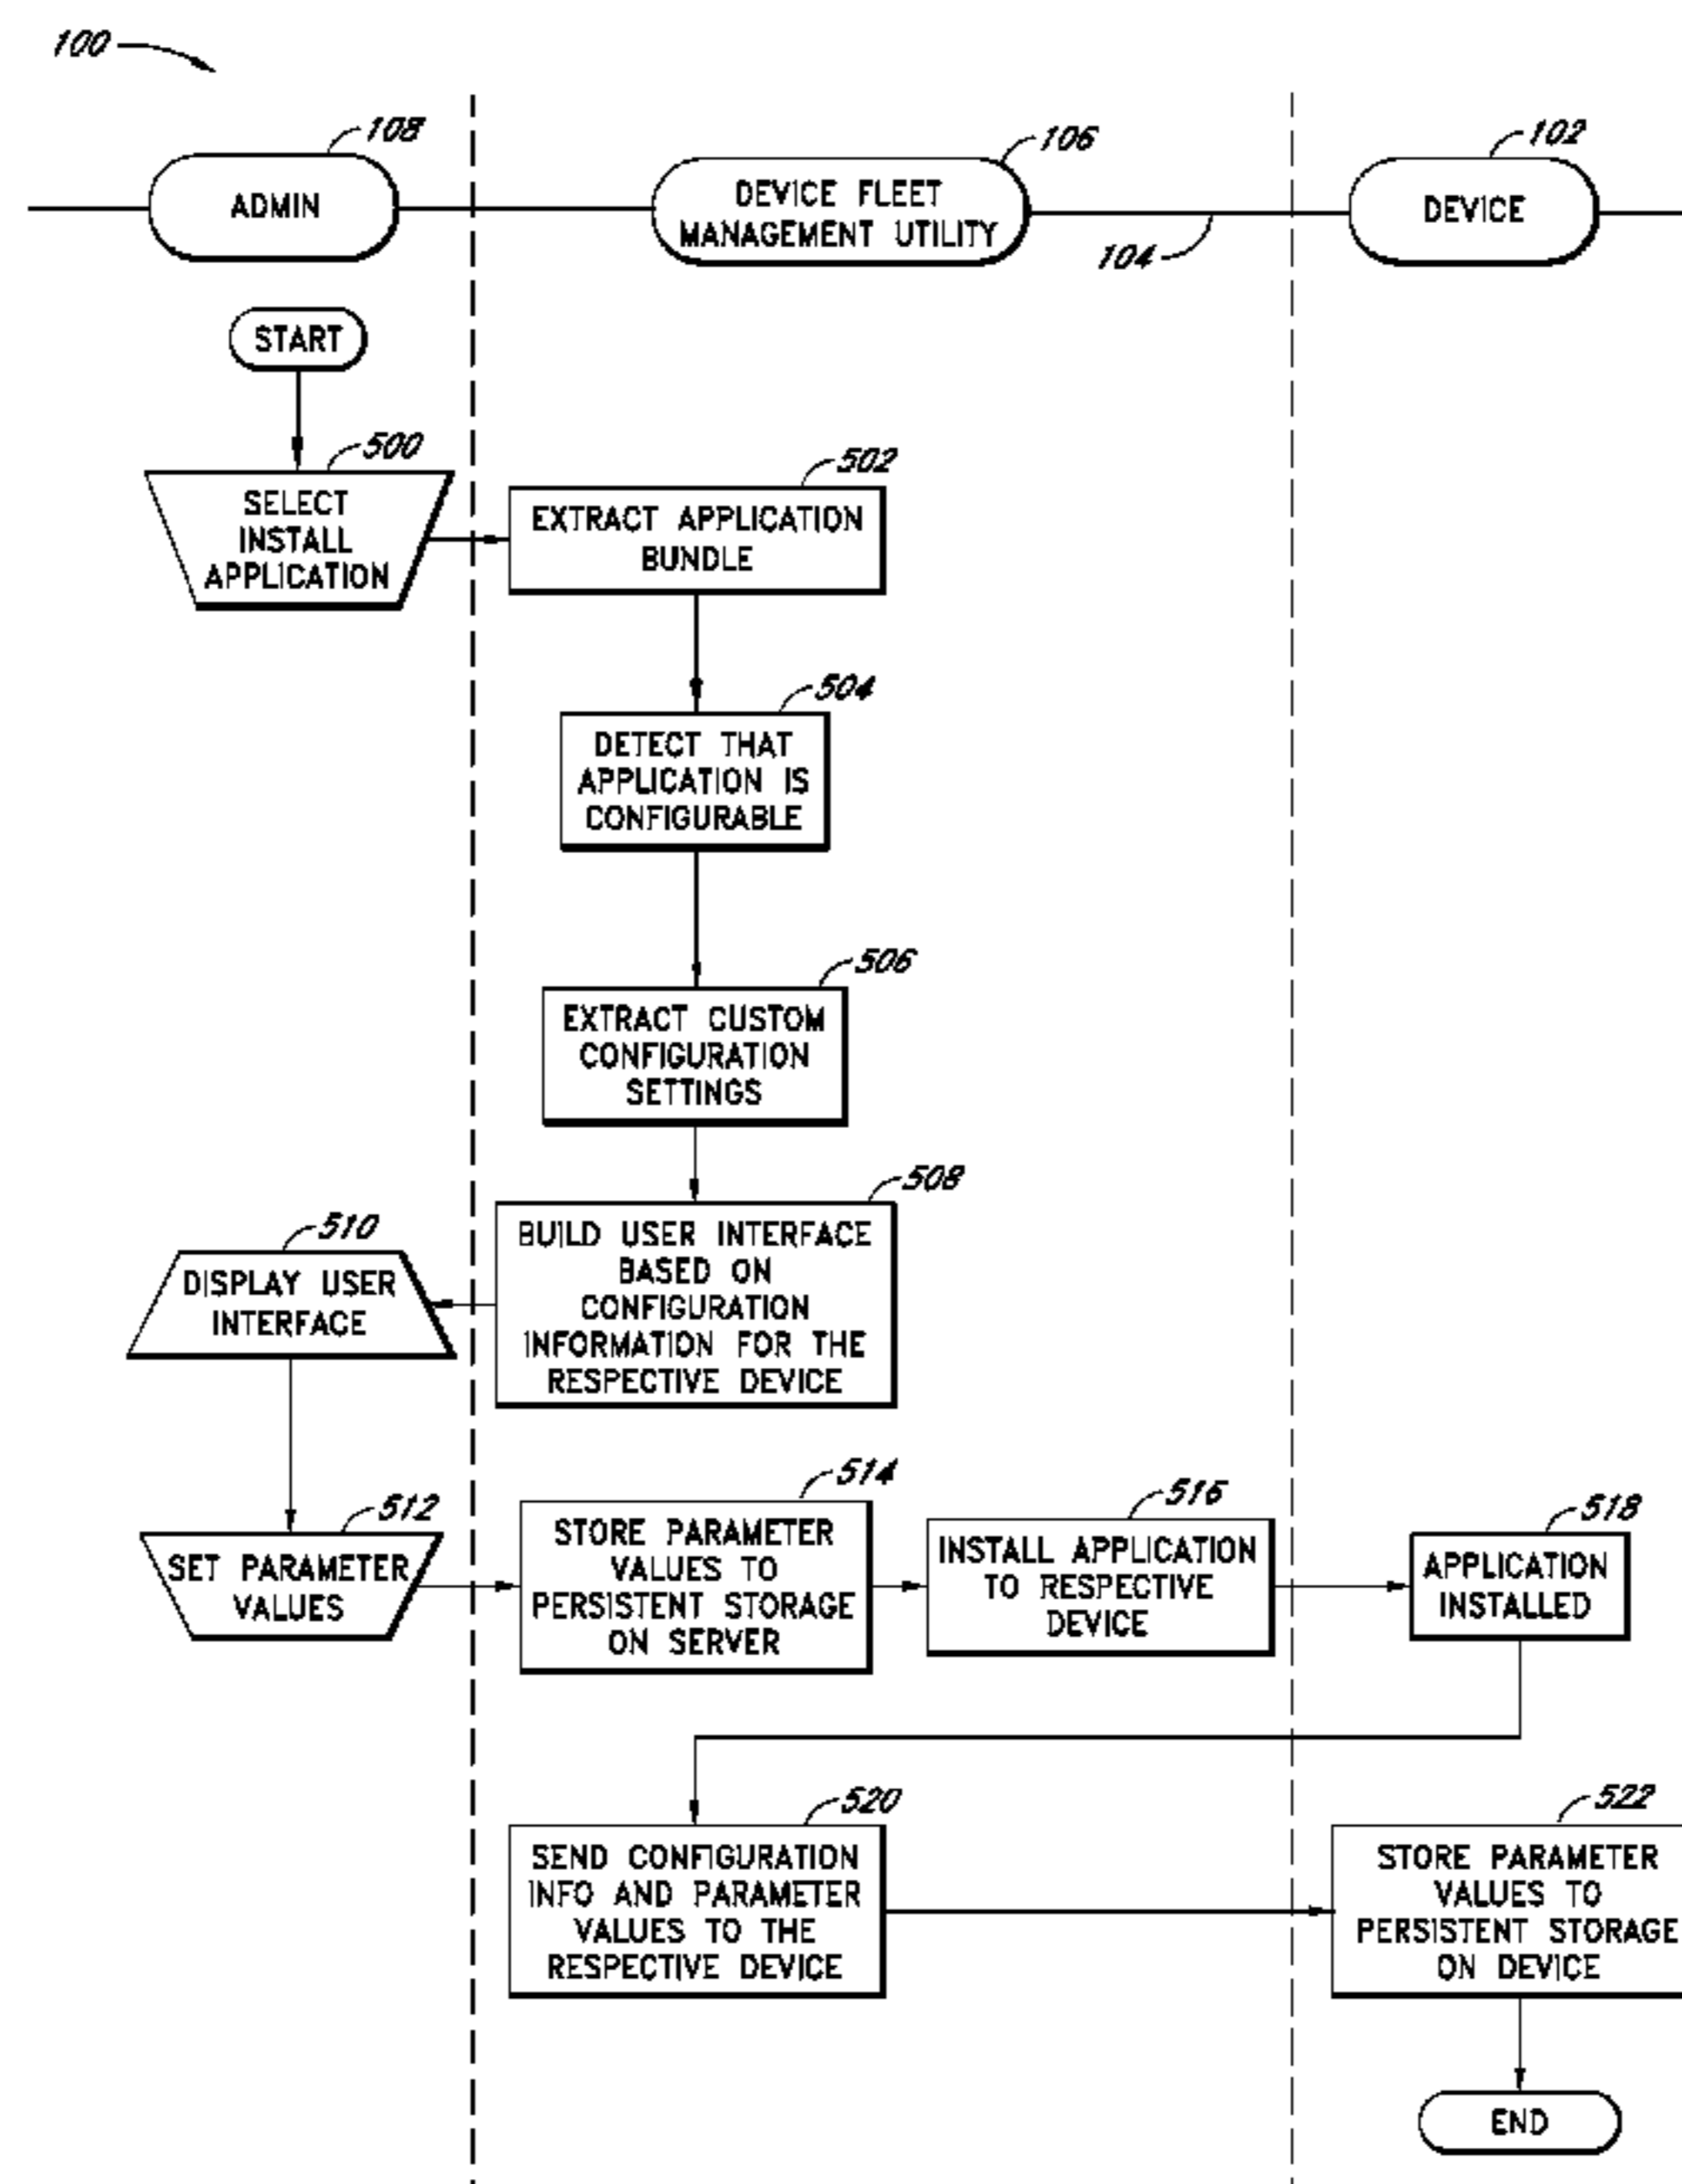 100
108
106
102
ADMIN
DEVICE FLEET
MANAGEMENT UTILITY
DEVICE
104
START
500
SELECT
INSTALL
APPLICATION
502
EXTRACT APPLICATION
BUNDLE
504
DETECT THAT
APPLICATION IS
CONFIGURABLE
506
EXTRACT CUSTOM
CONFIGURATION
SETTINGS
508
BUILD USER INTERFACE
BASED ON
CONFIGURATION
INFORMATION FOR THE
RESPECTIVE DEVICE
510
DISPLAY USER
INTERFACE
512
SET PARAMETER
VALUES
514
STORE PARAMETER
VALUES TO
PERSISTENT STORAGE
ON SERVER
516
INSTALL APPLICATION
TO RESPECTIVE
DEVICE
518
APPLICATION
INSTALLED
520
SEND CONFIGURATION
INFO AND PARAMETER
VALUES TO THE
RESPECTIVE DEVICE
522
STORE PARAMETER
VALUES TO
PERSISTENT STORAGE
ON DEVICE
END